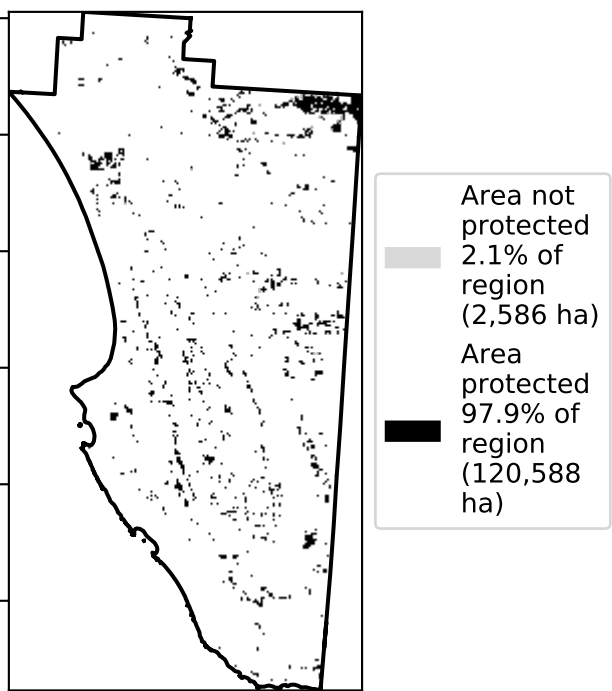 Area not
protected
2.1% of
region
(2,586 ha)
Area
protected
97.9% of
region
(120,588
ha)